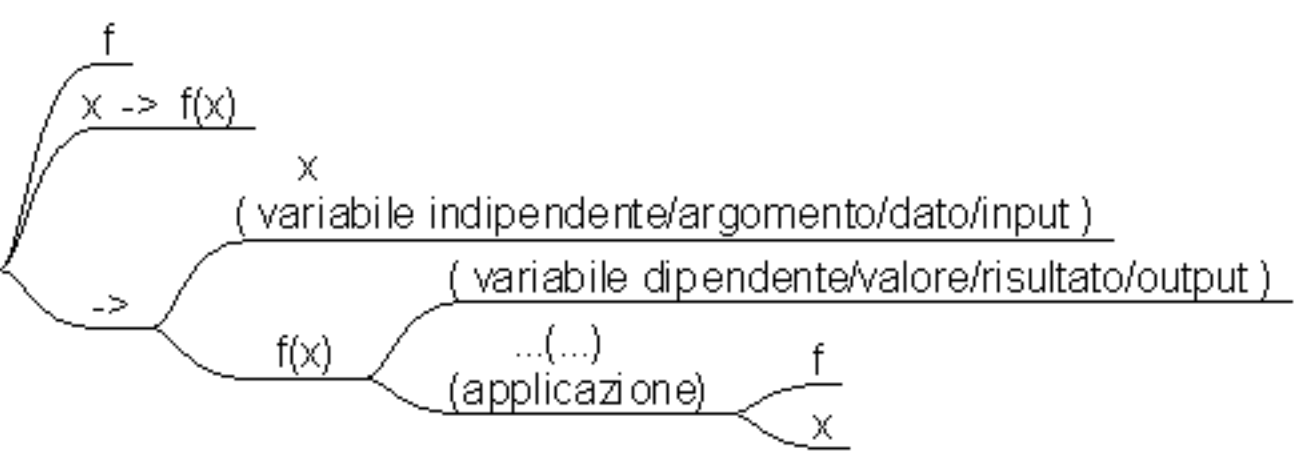 f
x -> f(x)
x
( variabile indipendente/argomento/dato/input )
( variabile dipendente/valore/risultato/output )
->
f(x)
...(...)
(applicazione)
f
x